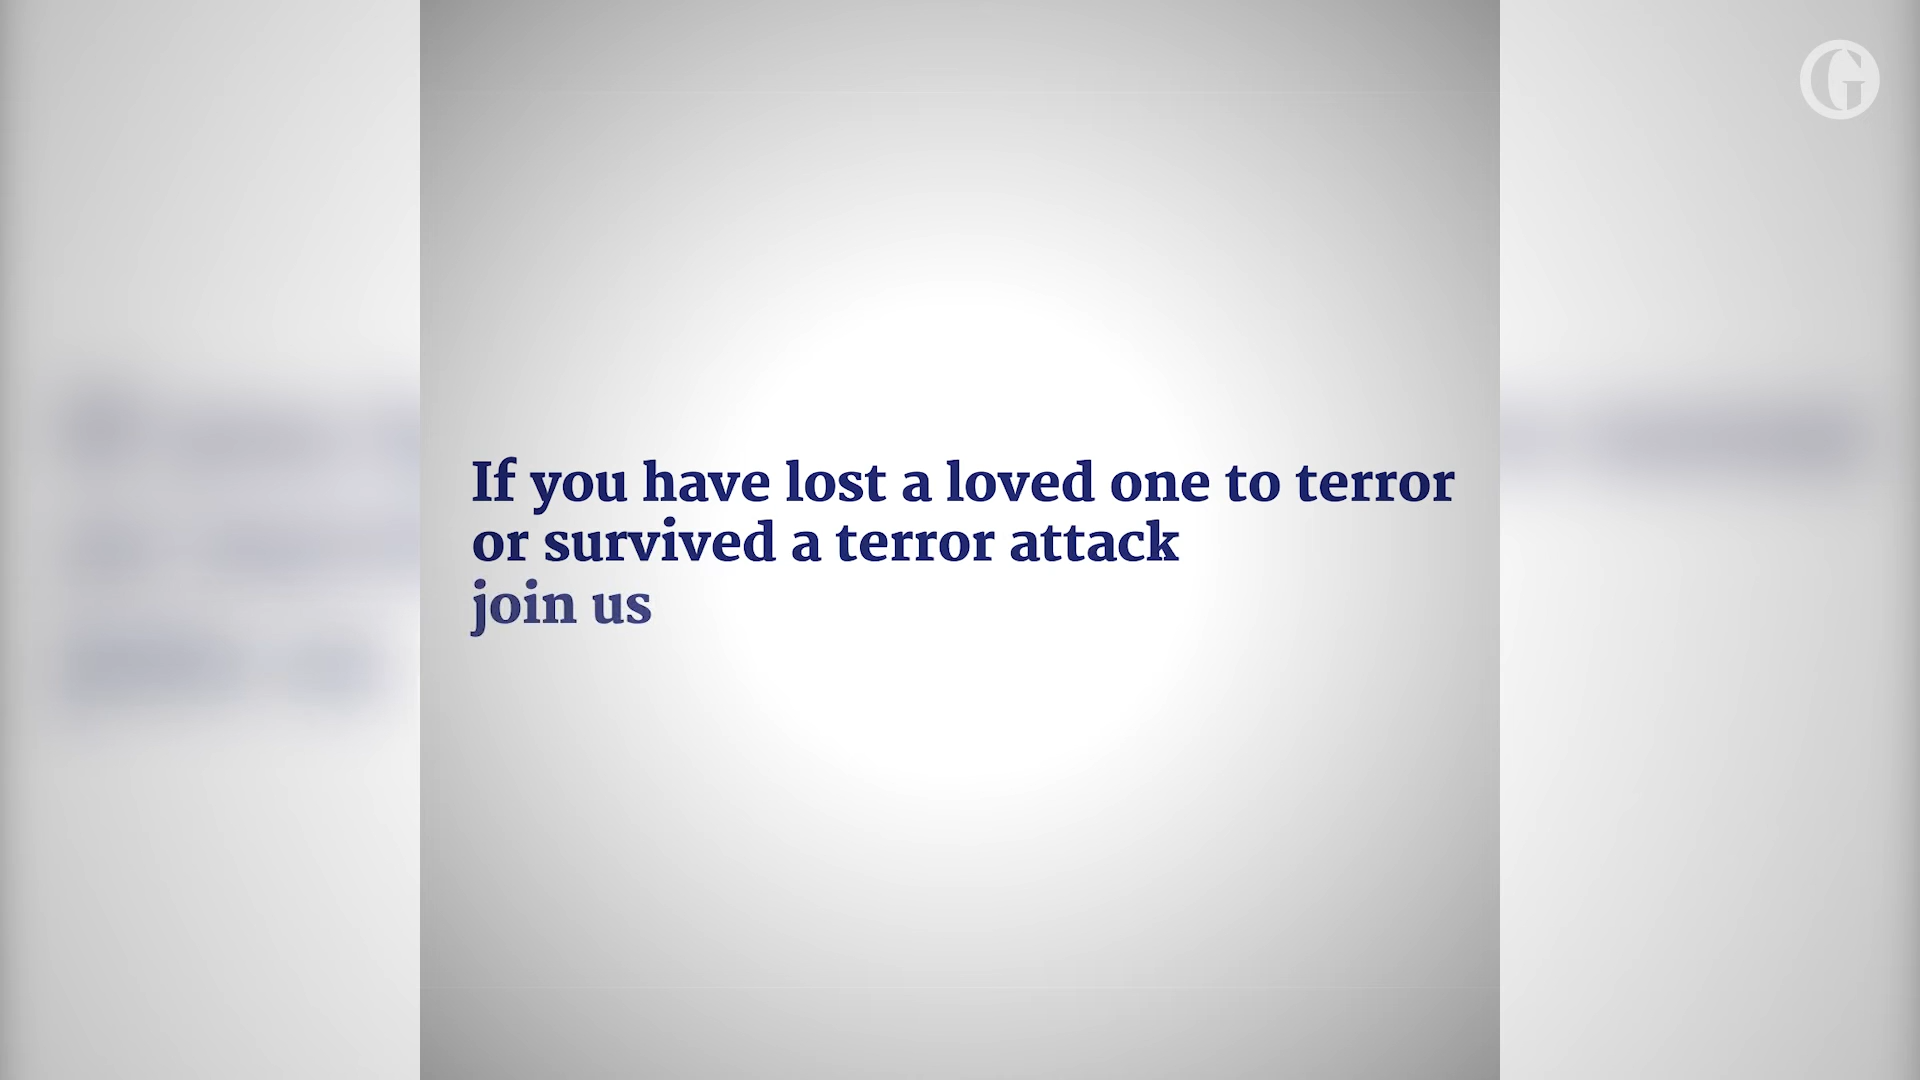 If you have lost a loved one to terror
or survived a terror attack
join us